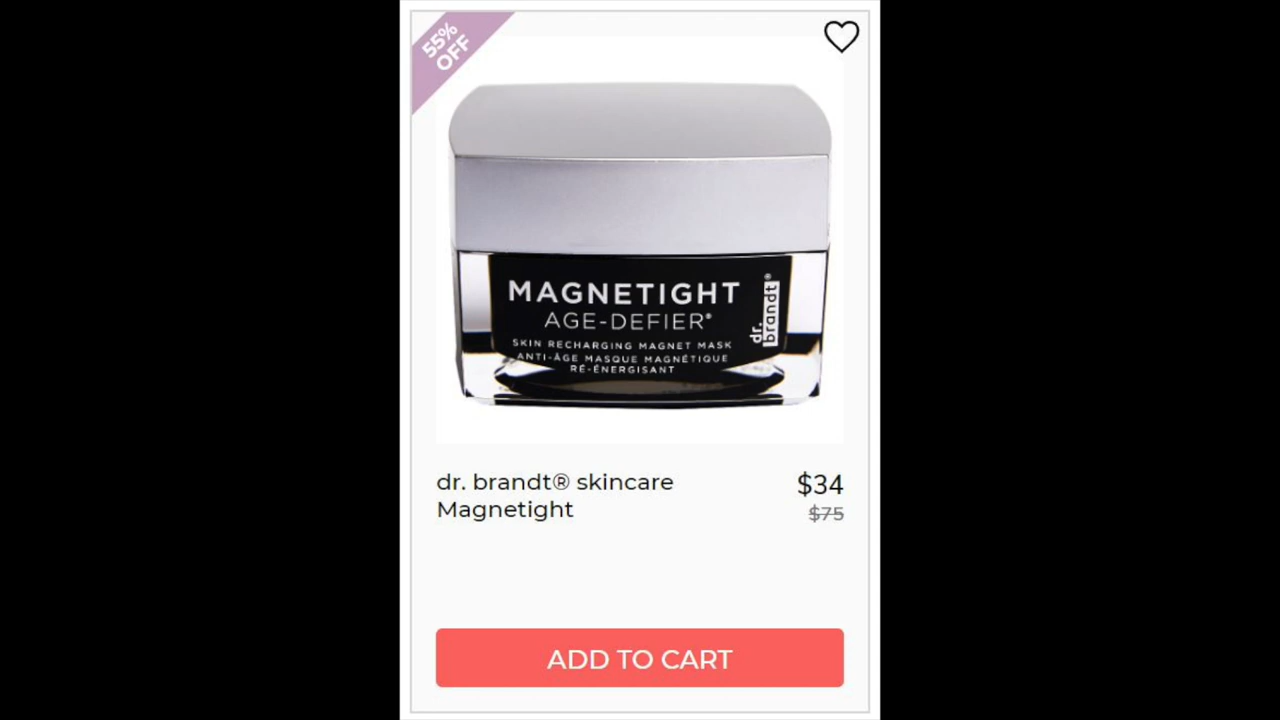 55%
OFF
MAGNETIGHT
AGE-DEFIER®
SKIN RECHARGING MAGNET MASK
ANTI-ÂGE MASQUE MAGNÉTIQUE
RÉ-ÉNERGISANT
dr.
brandt®
dr. brandt® skincare
Magnetight
$34
$75
ADD TO CART